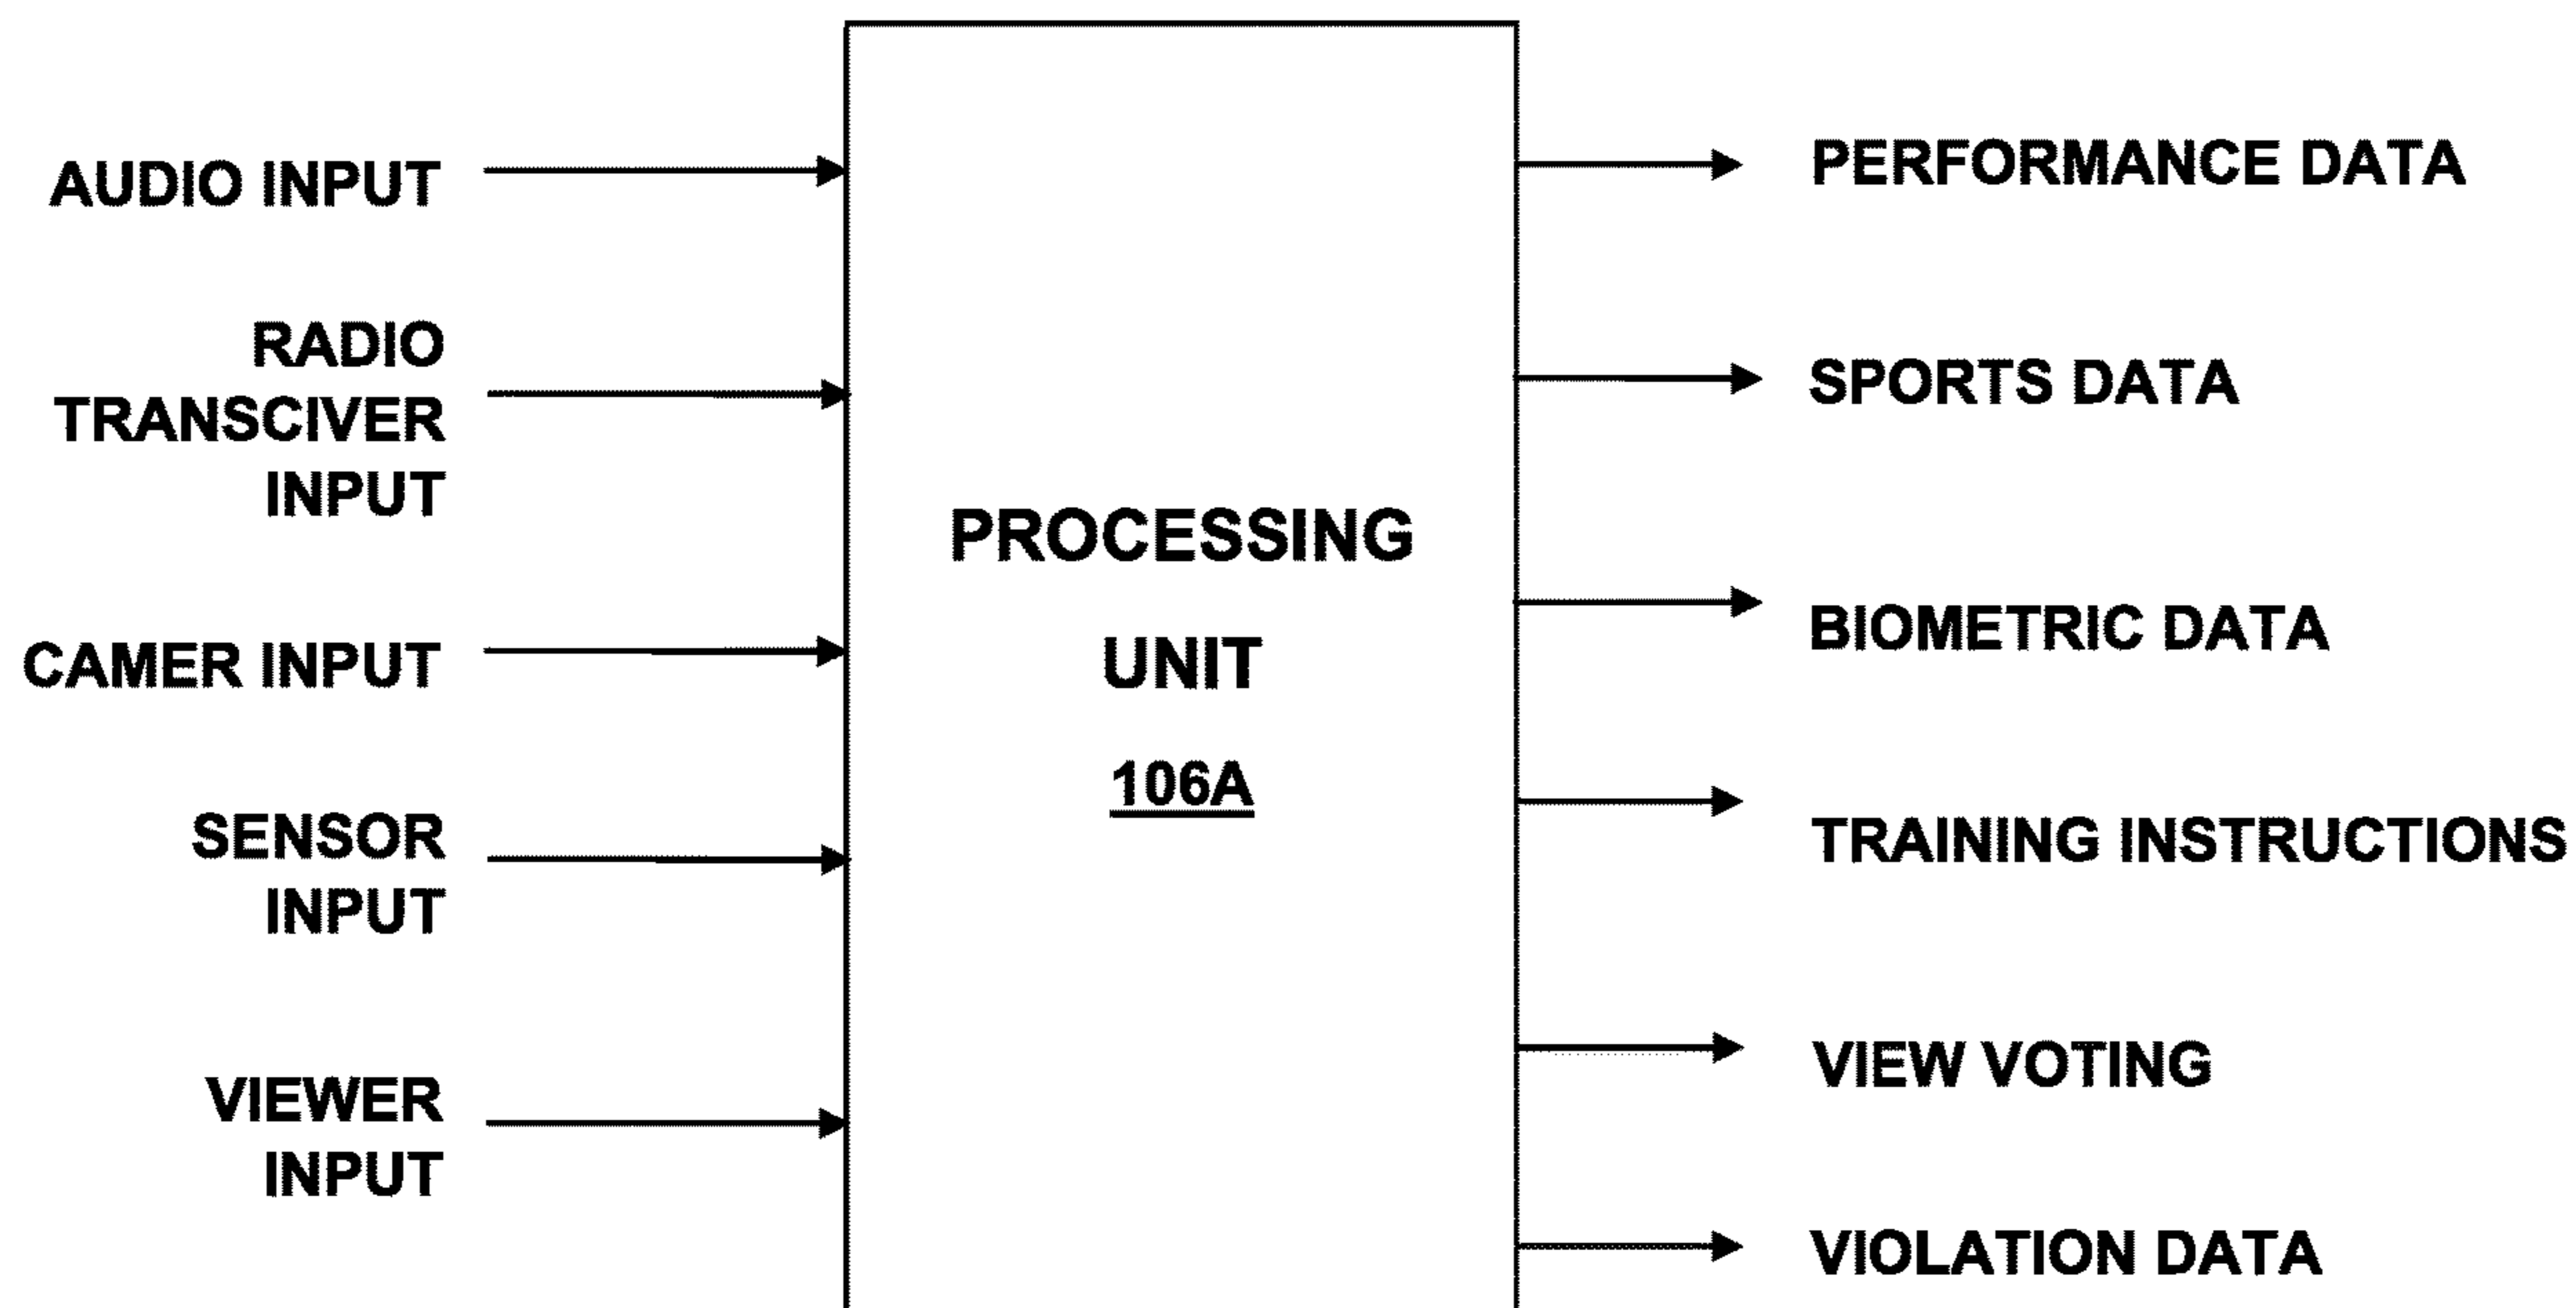 AUDIO INPUT
RADIO
TRANSCIVER
INPUT
CAMER INPUT
SENSOR
INPUT
VIEWER
INPUT
PROCESSING
UNIT
106A
PERFORMANCE DATA
SPORTS DATA
BIOMETRIC DATA
TRAINING INSTRUCTIONS
VIEW VOTING
VIOLATION DATA